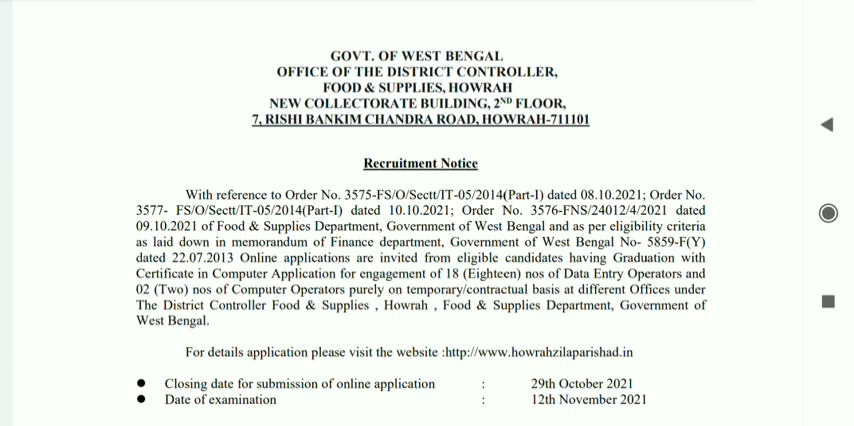 GOVT. OF WEST BENGAL
OFFICE OF THE DISTRICT CONTROLLER,
FOOD & SUPPLIES, HOWRAH
NEW COLLECTORATE BUILDING, 2ND FLOOR,
7, RISHI BANKIM CHANDRA ROAD, HOWRAH-711101
Recruitment Notice
With reference to Order No. 3575-FS/O/Sectt/IT-05/2014(Part-I) dated 08.10.2021; Order No.
3577- FS/O/Sectt/IT-05/2014(Part-I) dated 10.10.2021; Order No. 3576-FNS/24012/4/2021 dated
09.10.2021 of Food & Supplies Department, Government of West Bengal and as per eligibility criteria
as laid down in memorandum of Finance department, Government of West Bengal No- 5859-F(Y)
dated 22.07.2013 Online applications are invited from eligible candidates having Graduation with
Certificate in Computer Application for engagement of 18 (Eighteen) nos of Data Entry Operators and
02 (Two) nos of Computer Operators purely on temporary/contractual basis at different Offices under
The District Controller Food & Supplies , Howrah , Food & Supplies Department, Government of
West Bengal.
For details application please visit the website :http://www.howrahzilaparishad.in
● Closing date for submission of online application : 29th October 2021
● Date of examination : 12th November 2021